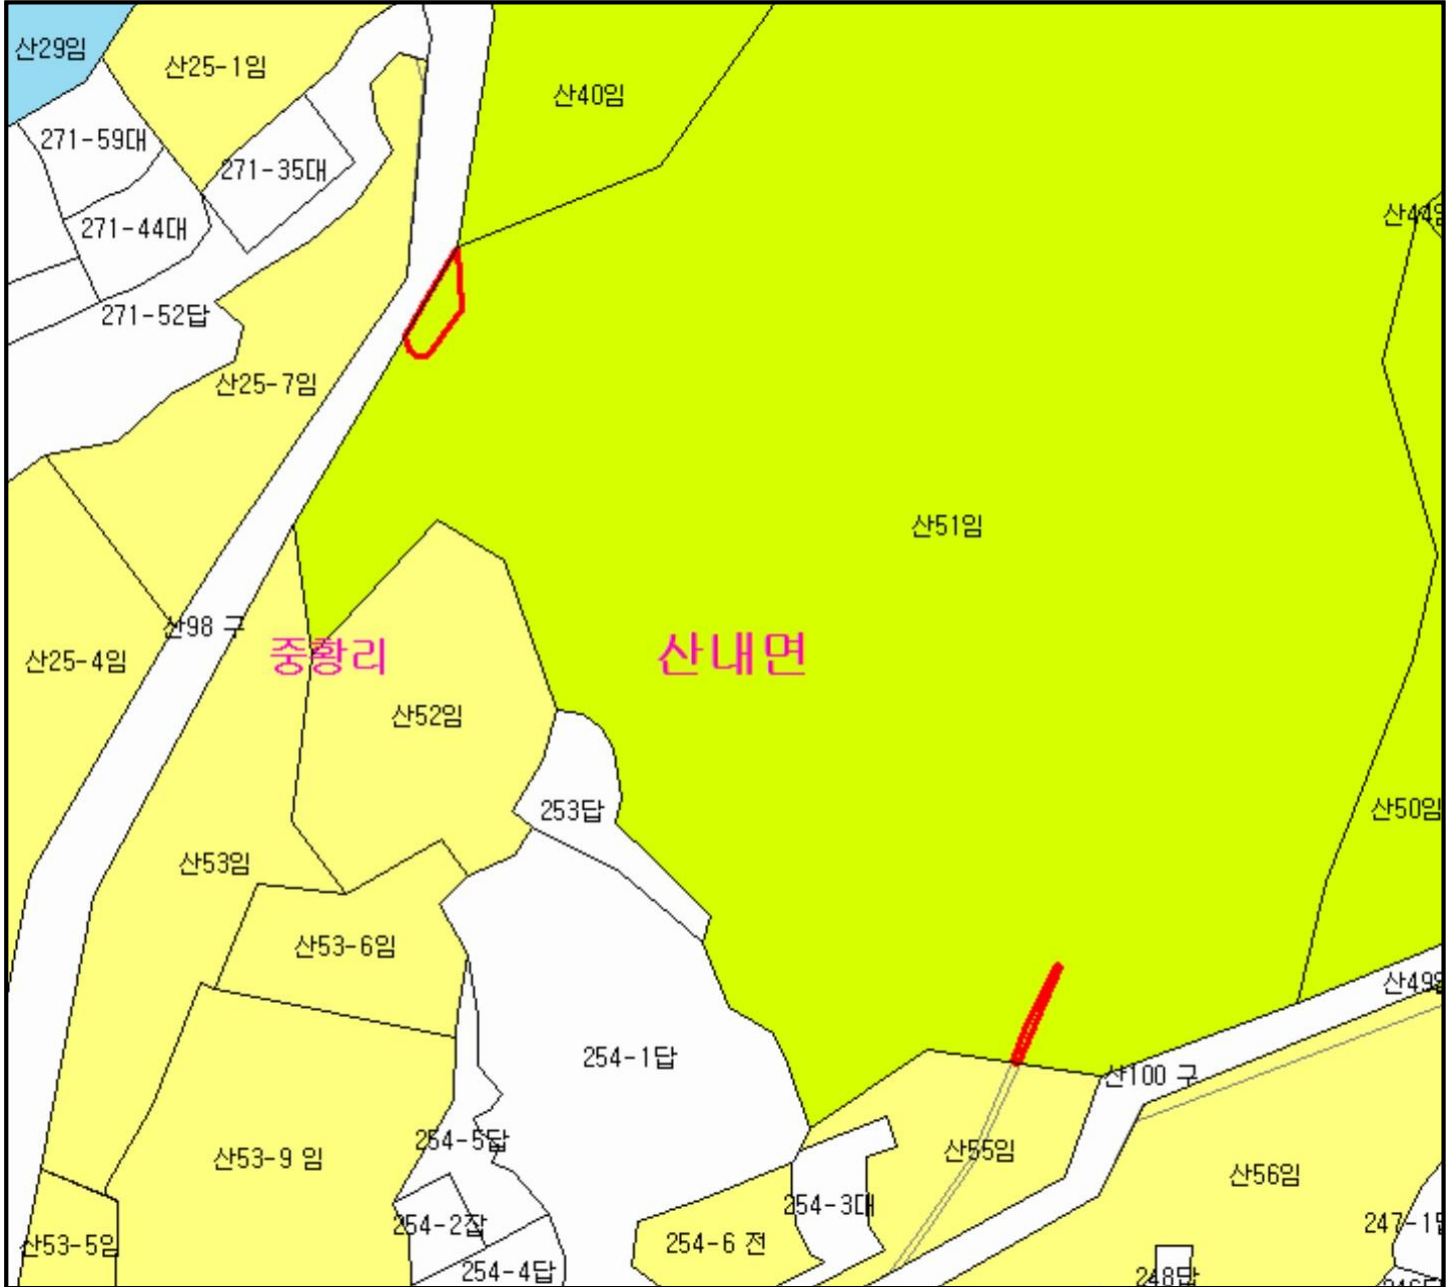 산29임
산25-1임
산40임
271-59대
271-35대
산44임
271-44대
271-52답
산25-7임
산51임
산98 구
중황리
산내면
산25-4임
산52임
253답
산50임
산53임
산53-6임
산49임
254-1답
산100 구
254-5답
산53-9 임
산55임
산56임
254-3대
254-2잡
247-1답
산53-5임
254-6 전
254-4답
248답